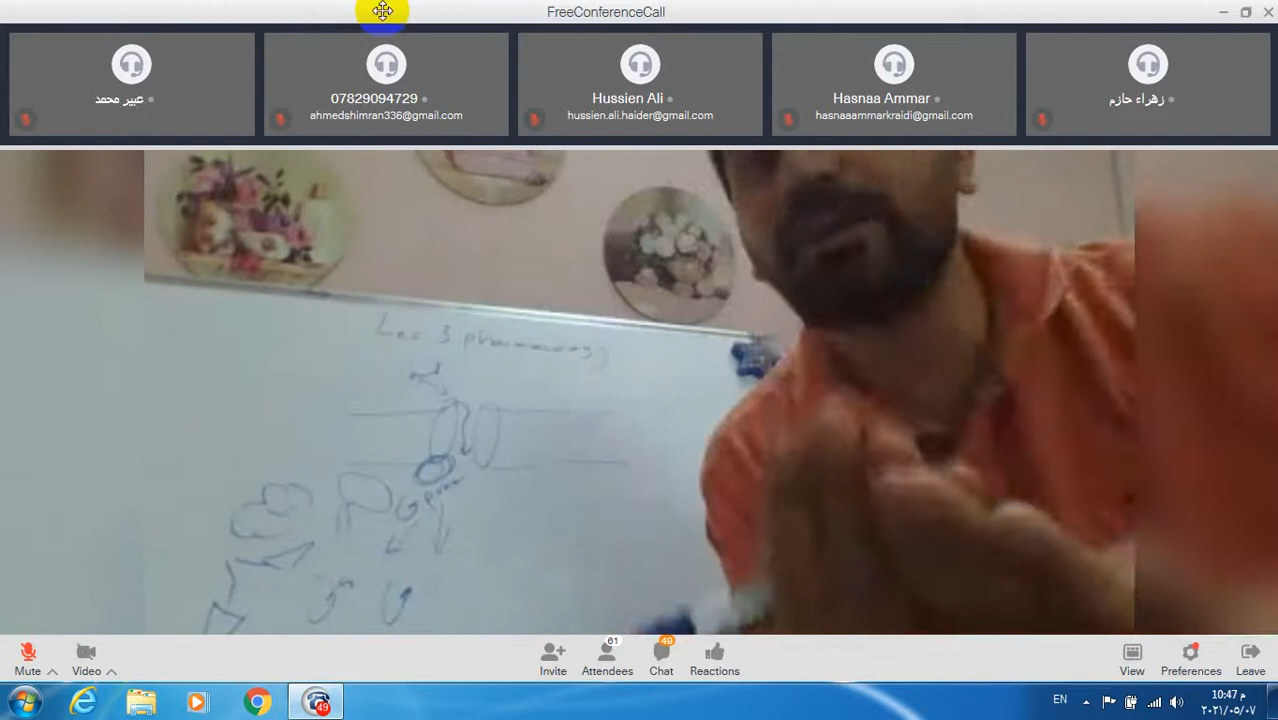 FreeConferenceCall
عبير محمد
07829094729
ahmedshimran336@gmail.com
Hussien Ali
hussien.ali.haider@gmail.com
Hasnaa Ammar
hasnaaammarkraidi@gmail.com
زهراء حازم
Lec 3 pharmacology
61
49
Mute
Video
Invite
Attendees
Chat
Reactions
View
Preferences
Leave
49
EN
10:47 م
٢٠٢١/٠٥/٠٧